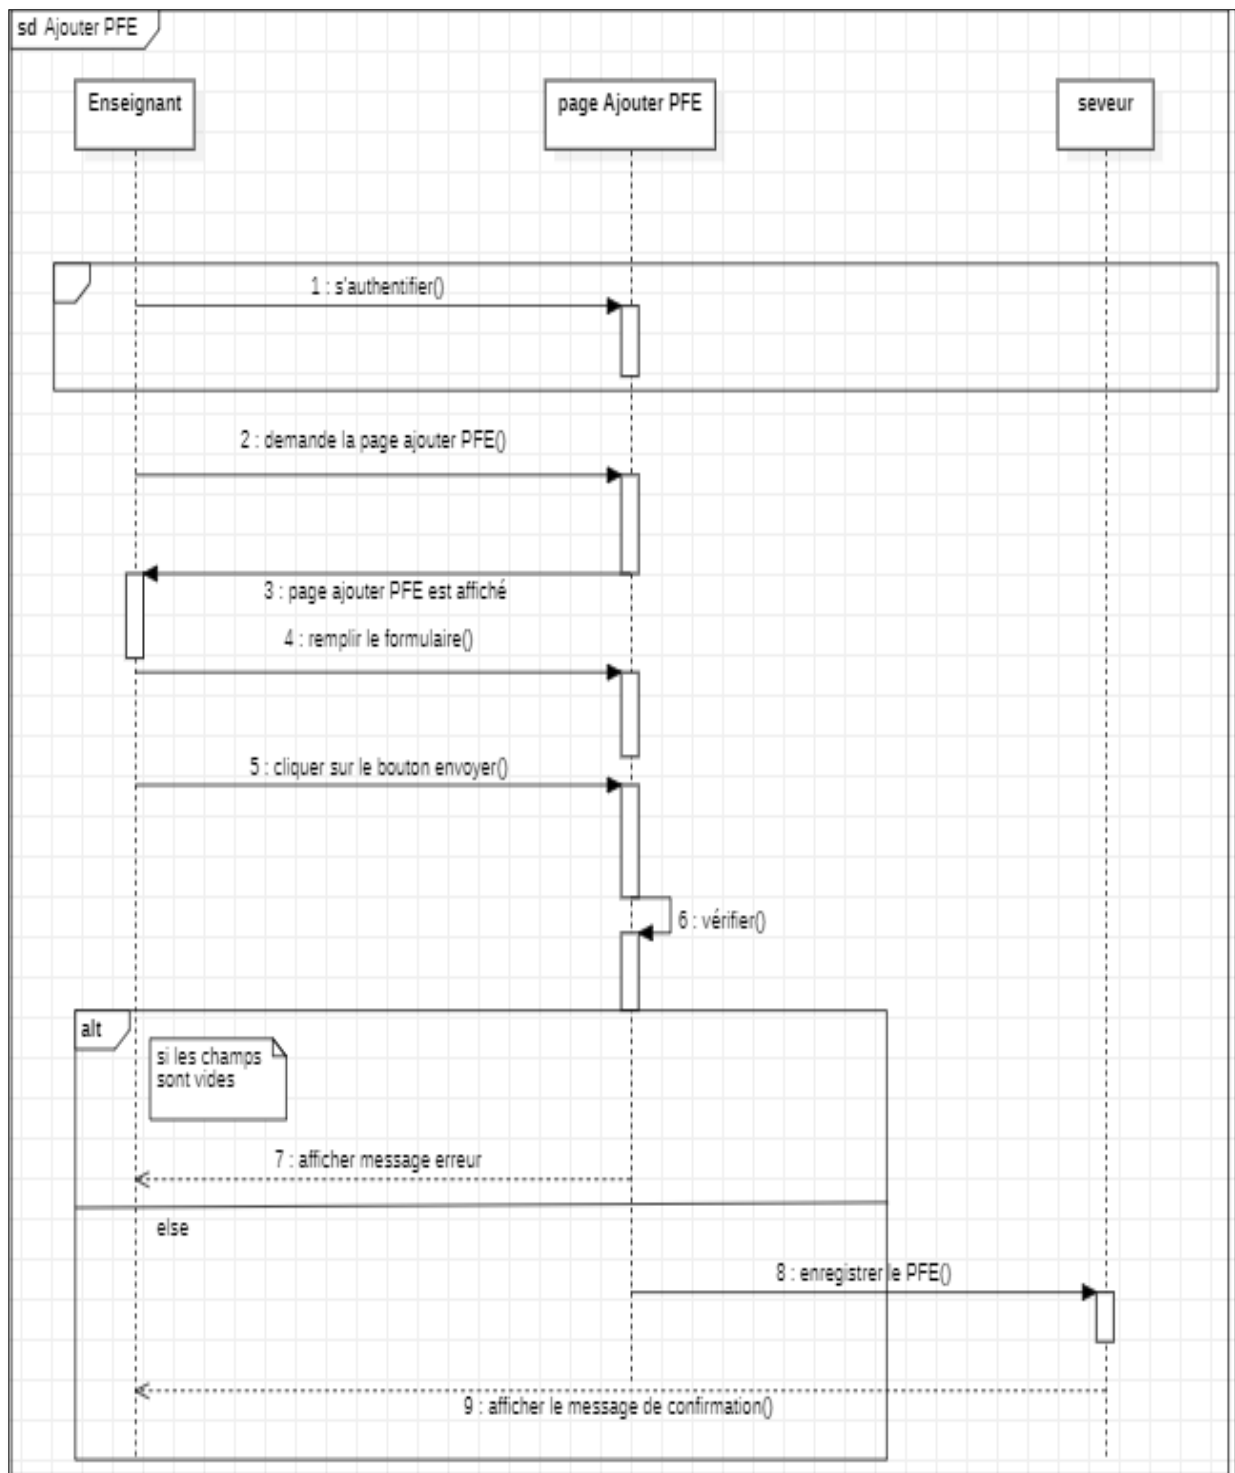 sd Ajouter PFE
Enseignant
page Ajouter PFE
seveur
1 : s'authentifier()
2 : demande la page ajouter PFE()
3 : page ajouter PFE est affiché
4 : remplir le formulaire()
5 : cliquer sur le bouton envoyer()
6 : vérifier()
alt
si les champs
sont vides
7 : afficher message erreur
else
8 : enregistrer le PFE()
9 : afficher le message de confirmation()